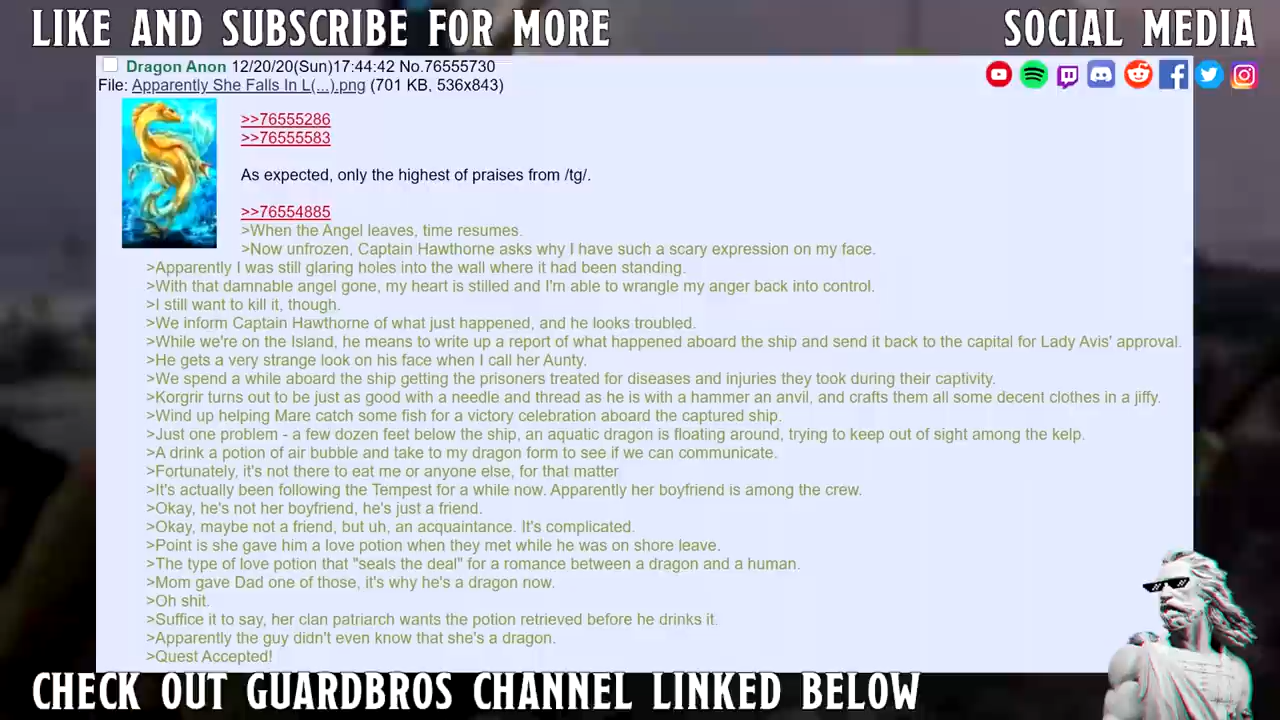 LIKE AND SUBSCRIBE FOR MORE
SOCIAL MEDIA
Dragon Anon 12/20/20(Sun)17:44:42 No.76555730
File: Apparently She Falls In L(...).png (701 KB, 536x843)
>>76555286
>>76555583
As expected, only the highest of praises from /tg/.
>>76554885
>When the Angel leaves, time resumes.
>Now unfrozen, Captain Hawthorne asks why I have such a scary expression on my face.
>Apparently I was still glaring holes into the wall where it had been standing.
>With that damnable angel gone, my heart is stilled and I'm able to wrangle my anger back into control.
>I still want to kill it, though.
>We inform Captain Hawthorne of what just happened, and he looks troubled.
>While we're on the Island, he means to write up a report of what happened aboard the ship and send it back to the capital for Lady Avis' approval.
>He gets a very strange look on his face when I call her Aunty.
>We spend a while aboard the ship getting the prisoners treated for diseases and injuries they took during their captivity.
>Korgrir turns out to be just as good with a needle and thread as he is with a hammer an anvil, and crafts them all some decent clothes in a jiffy.
>Wind up helping Mare catch some fish for a victory celebration aboard the captured ship.
>Just one problem - a few dozen feet below the ship, an aquatic dragon is floating around, trying to keep out of sight among the kelp.
>A drink a potion of air bubble and take to my dragon form to see if we can communicate.
>Fortunately, it's not there to eat me or anyone else, for that matter
>It's actually been following the Tempest for a while now. Apparently her boyfriend is among the crew.
>Okay, he's not her boyfriend, he's just a friend.
>Okay, maybe not a friend, but uh, an acquaintance. It's complicated.
>Point is she gave him a love potion when they met while he was on shore leave.
>The type of love potion that "seals the deal" for a romance between a dragon and a human.
>Mom gave Dad one of those, it's why he's a dragon now.
>Oh shit.
>Suffice it to say, her clan patriarch wants the potion retrieved before he drinks it.
>Apparently the guy didn't even know that she's a dragon.
>Quest Accepted!
CHECK OUT GUARDBROS CHANNEL LINKED BELOW